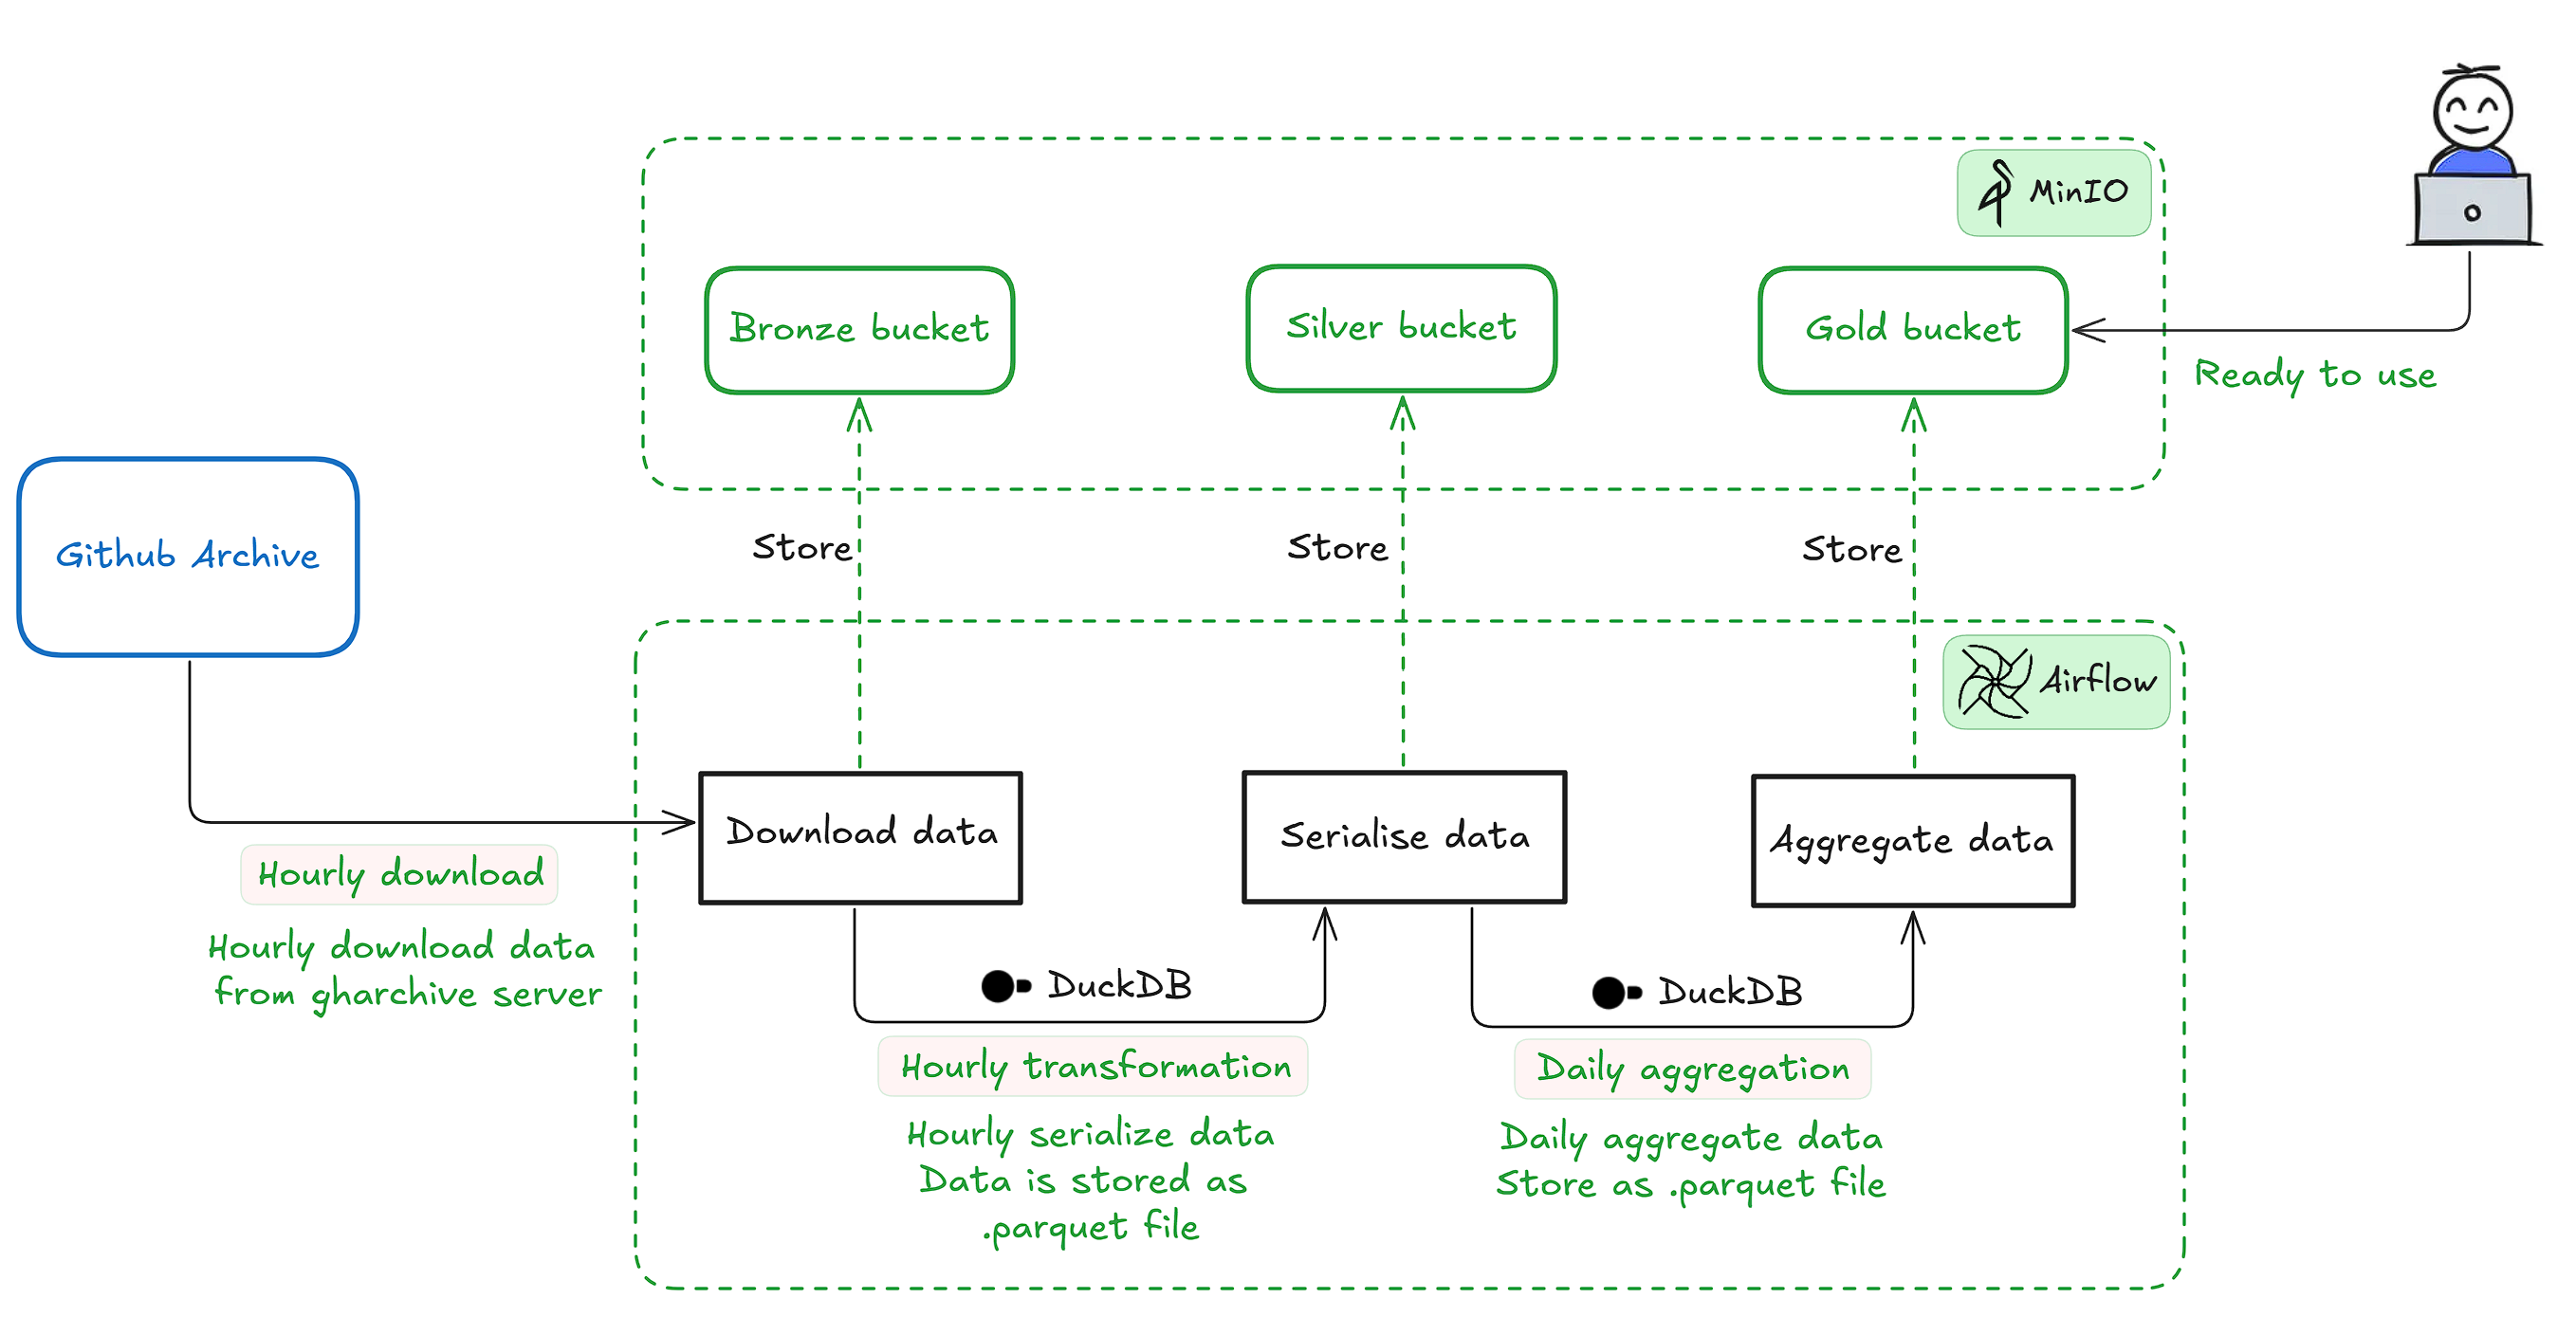 MinIO
Bronze bucket
Silver bucket
Gold bucket
Ready to use
Github Archive
Store
Store
Store
Airflow
Download data
Serialise data
Aggregate data
Hourly download
Hourly download data
from gharchive server
DuckDB
DuckDB
Hourly transformation
Hourly serialize data
Data is stored as
.parquet file
Daily aggregation
Daily aggregate data
Store as .parquet file